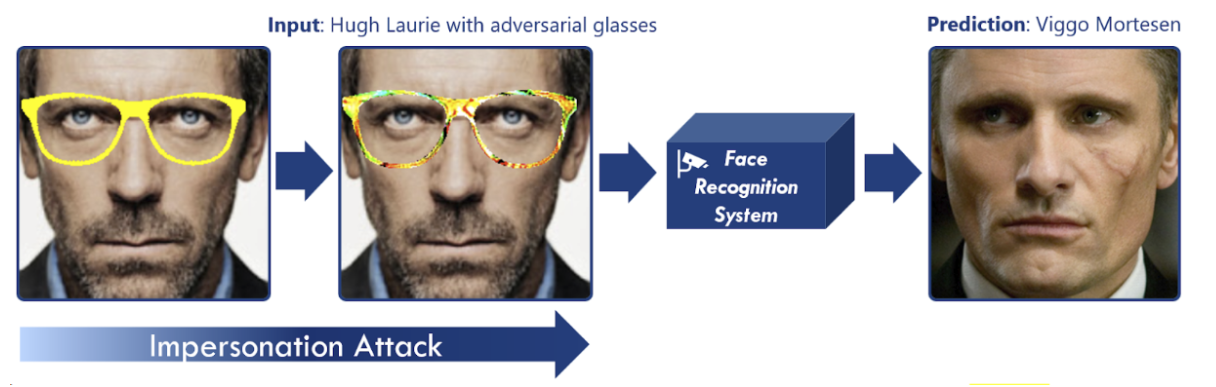 Input: Hugh Laurie with adversarial glasses
Prediction: Viggo Mortesen
Face
Recognition
System
Impersonation Attack